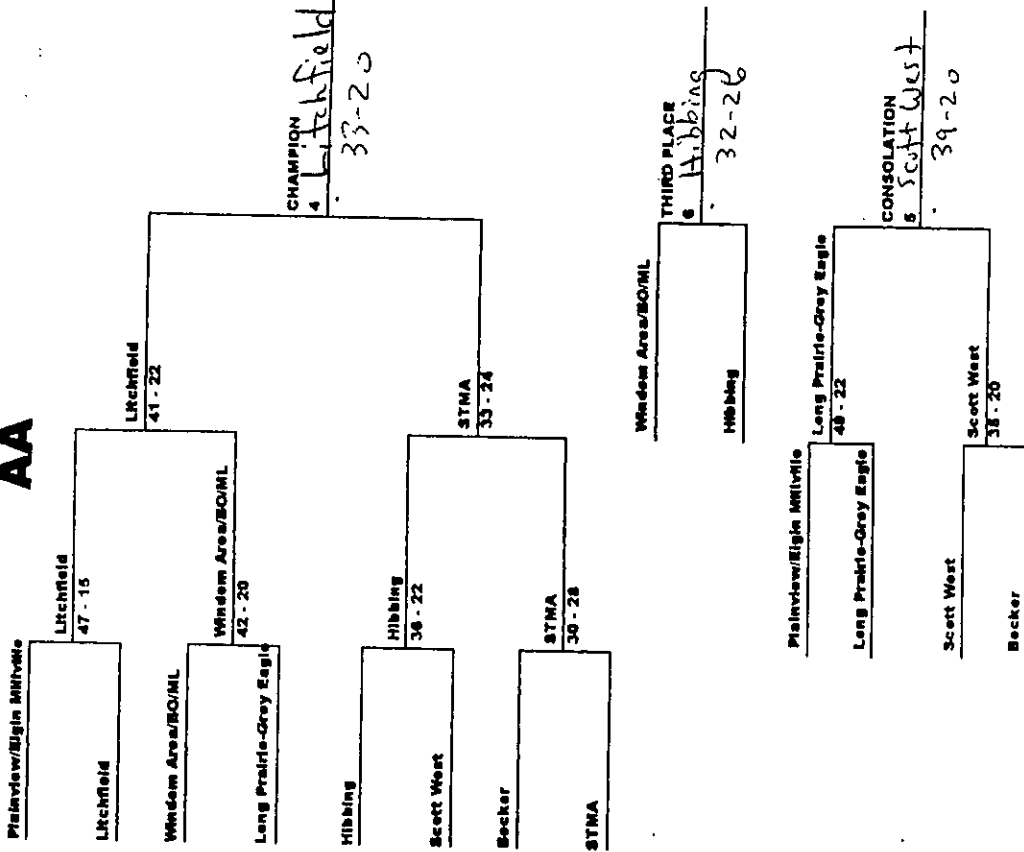 AA
Plainview/Elgin Millville
Litchfield
Windom Area/BO/ML
Long Prairie-Grey Eagle
Hibbing
Scott West
Becker
STMA
Litchfield
47 - 15
Windom Area/BO/ML
42 - 20
Hibbing
36 - 22
STMA
30 - 28
Litchfield
41 - 22
STMA
33 - 24
CHAMPION
4 Litchfield
33-20
Windom Area/BO/ML
Hibbing
THIRD PLACE
6 Hibbing
32-26
Plainview/Elgin Millville
Long Prairie-Grey Eagle
Scott West
Becker
Long Prairie-Grey Eagle
40 - 22
Scott West
38 - 20
CONSOLATION
5 Scott West
39-20